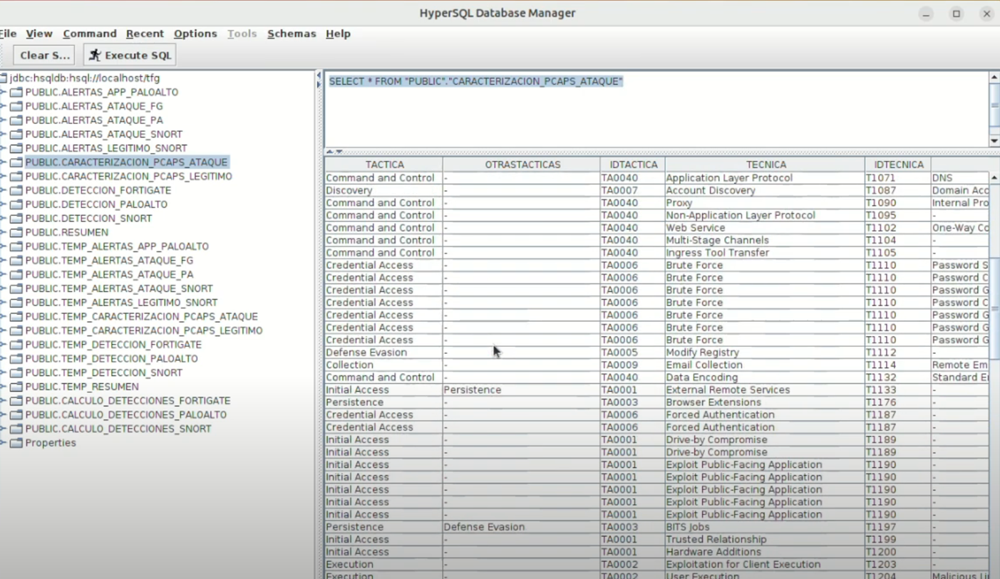 HyperSQL Database Manager
File View Command Recent Options Tools Schemas Help
Clear S... Execute SQL
jdbc:hsqldb:hsql://localhost/tfg
PUBLIC.ALERTAS_APP_PALOALTO
PUBLIC.ALERTAS_ATAQUE_FG
PUBLIC.ALERTAS_ATAQUE_PA
PUBLIC.ALERTAS_ATAQUE_SNORT
PUBLIC.ALERTAS_LEGITIMO_SNORT
PUBLIC.CARACTERIZACION_PCAPS_ATAQUE
PUBLIC.CARACTERIZACION_PCAPS_LEGITIMO
PUBLIC.DETECCION_FORTIGATE
PUBLIC.DETECCION_PALOALTO
PUBLIC.DETECCION_SNORT
PUBLIC.RESUMEN
PUBLIC.TEMP_ALERTAS_APP_PALOALTO
PUBLIC.TEMP_ALERTAS_ATAQUE_FG
PUBLIC.TEMP_ALERTAS_ATAQUE_PA
PUBLIC.TEMP_ALERTAS_ATAQUE_SNORT
PUBLIC.TEMP_ALERTAS_LEGITIMO_SNORT
PUBLIC.TEMP_CARACTERIZACION_PCAPS_ATAQUE
PUBLIC.TEMP_CARACTERIZACION_PCAPS_LEGITIMO
PUBLIC.TEMP_DETECCION_FORTIGATE
PUBLIC.TEMP_DETECCION_PALOALTO
PUBLIC.TEMP_DETECCION_SNORT
PUBLIC.TEMP_RESUMEN
PUBLIC.CALCULO_DETECCIONES_FORTIGATE
PUBLIC.CALCULO_DETECCIONES_PALOALTO
PUBLIC.CALCULO_DETECCIONES_SNORT
Properties
SELECT * FROM "PUBLIC"."CARACTERIZACION_PCAPS_ATAQUE"
TACTICA OTRASTACTICAS IDTACTICA TECNICA IDTECNICA
Command and Control - TA0040 Application Layer Protocol T1071 DNS
Discovery - TA0007 Account Discovery T1087 Domain Acc
Command and Control - TA0040 Proxy T1090 Internal Pro
Command and Control - TA0040 Non-Application Layer Protocol T1095 -
Command and Control - TA0040 Web Service T1102 One-Way Co
Command and Control - TA0040 Multi-Stage Channels T1104 -
Command and Control - TA0040 Ingress Tool Transfer T1105 -
Credential Access - TA0006 Brute Force T1110 Password S
Credential Access - TA0006 Brute Force T1110 Password C
Credential Access - TA0006 Brute Force T1110 Password G
Credential Access - TA0006 Brute Force T1110 Password C
Credential Access - TA0006 Brute Force T1110 Password G
Credential Access - TA0006 Brute Force T1110 Password G
Credential Access - TA0006 Brute Force T1110 Password G
Defense Evasion - TA0005 Modify Registry T1112 -
Collection - TA0009 Email Collection T1114 Remote Em
Command and Control - TA0040 Data Encoding T1132 Standard E
Initial Access Persistence TA0001 External Remote Services T1133 -
Persistence - TA0003 Browser Extensions T1176 -
Credential Access - TA0006 Forced Authentication T1187 -
Credential Access - TA0006 Forced Authentication T1187 -
Initial Access - TA0001 Drive-by Compromise T1189 -
Initial Access - TA0001 Drive-by Compromise T1189 -
Initial Access - TA0001 Exploit Public-Facing Application T1190 -
Initial Access - TA0001 Exploit Public-Facing Application T1190 -
Initial Access - TA0001 Exploit Public-Facing Application T1190 -
Initial Access - TA0001 Exploit Public-Facing Application T1190 -
Initial Access - TA0001 Exploit Public-Facing Application T1190 -
Persistence Defense Evasion TA0003 BITS Jobs T1197 -
Initial Access - TA0001 Trusted Relationship T1199 -
Initial Access - TA0001 Hardware Additions T1200 -
Execution - TA0002 Exploitation for Client Execution T1203 -
Execution - TA0002 User Execution T1204 Malicious Li